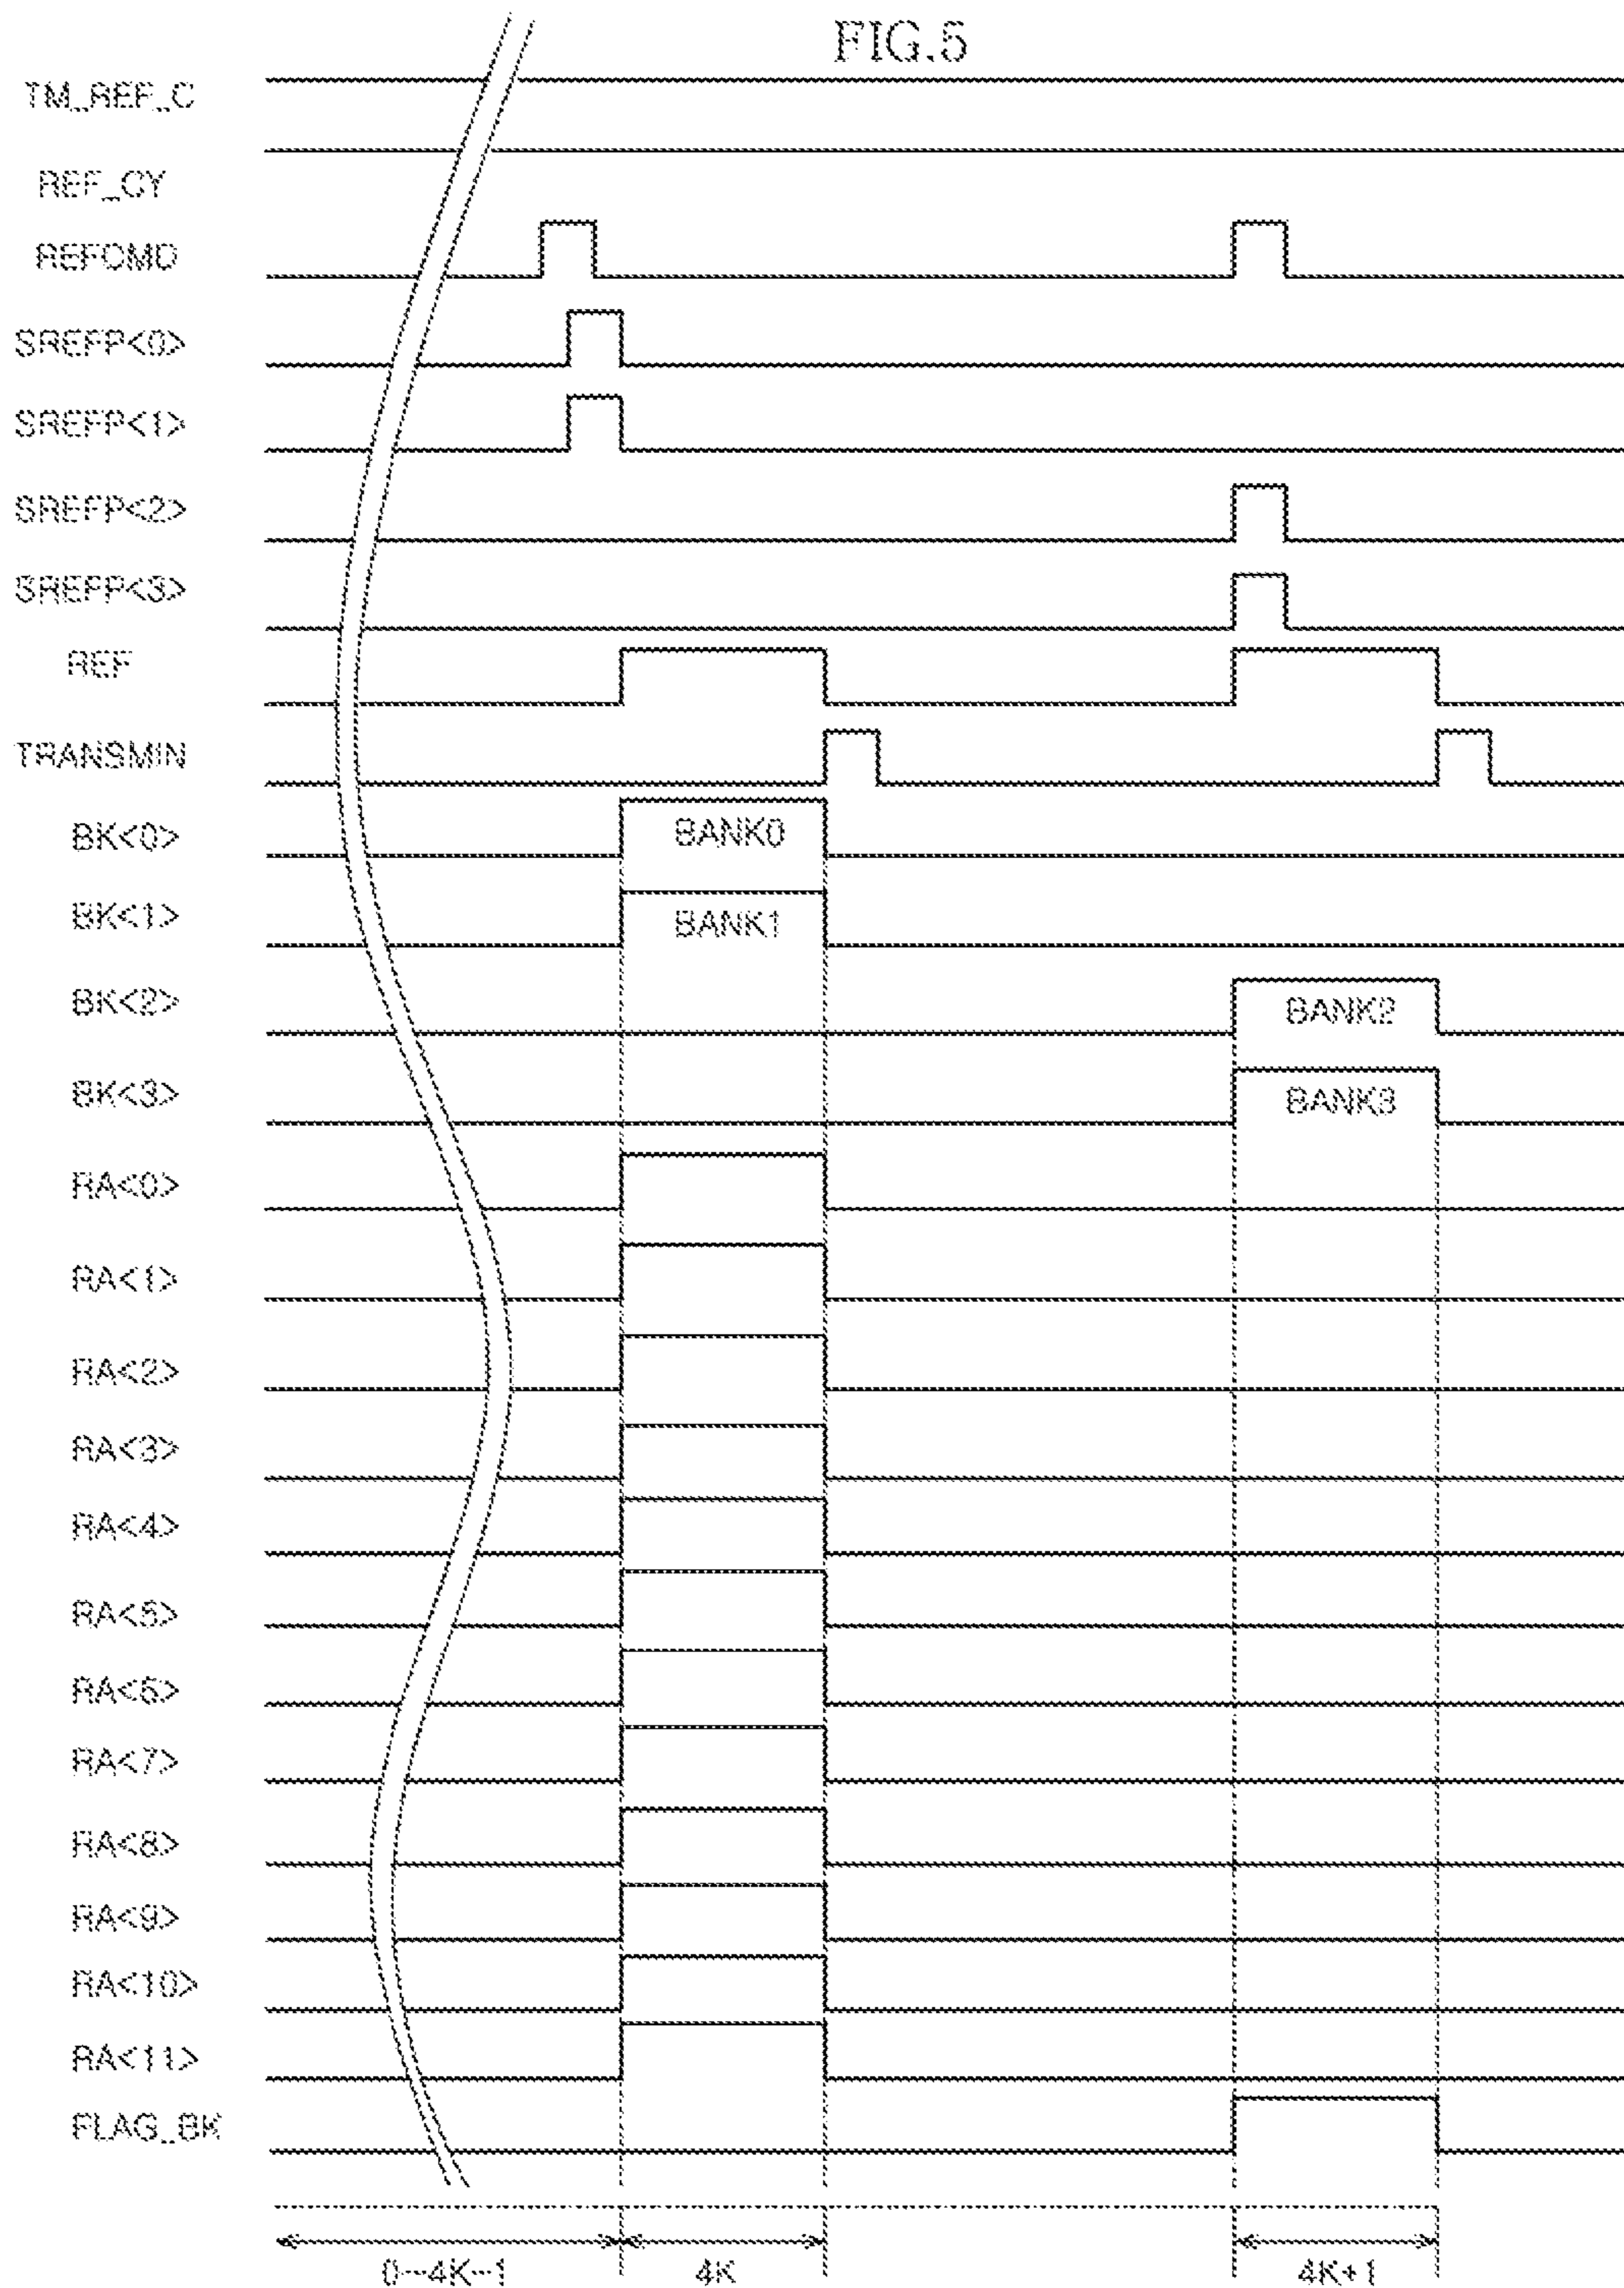 FIG.5
TM_REF_C
REF_CY
REFCMD
SREFP<0>
SREFP<1>
SREFP<2>
SREFP<3>
REF
TRANSMIN
BK<0>
BANK0
BK<1>
BANK1
BK<2>
BANK2
BK<3>
BANK3
RA<0>
RA<1>
RA<2>
RA<3>
RA<4>
RA<5>
RA<6>
RA<7>
RA<8>
RA<9>
RA<10>
RA<11>
FLAG_BK
0~4K-1 4K 4K+1